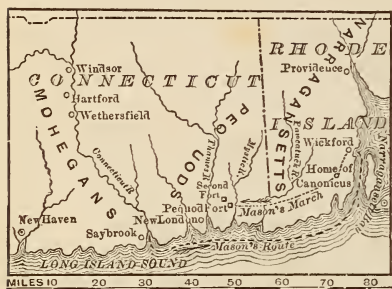 RHODE
ISLAND
CONNECTICUT
NARRAGANSETTS
MOHEGANS
PEQUODS
Windsor
Hartford
Wethersfield
Providence
Wickford
Home of
Canonicus
Connecticut R.
Thames R.
Mystic R.
Second
Fort
Pequod Fort
Mason's March
New Haven
Saybrook
New London
Mason's Route
LONG ISLAND SOUND
MILES 10 20 30 40 50 60 70 80